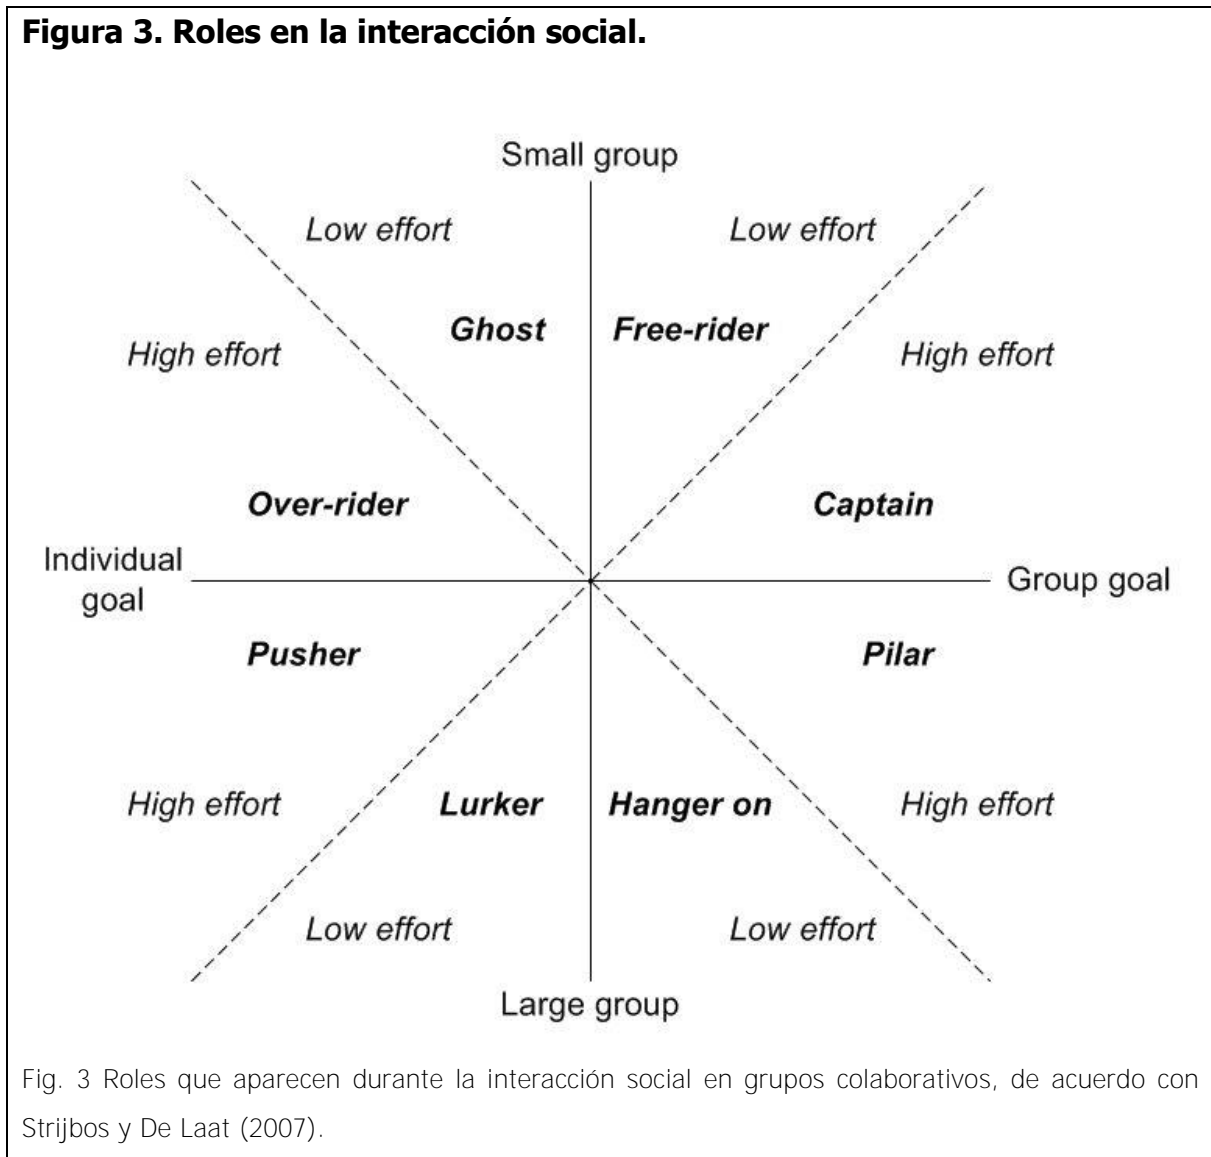 Figura 3. Roles en la interacción social.
Small group
Low effort
Low effort
Ghost
Free-rider
High effort
High effort
Over-rider
Captain
Individual
goal
Group goal
Pusher
Pilar
High effort
Lurker
Hanger on
High effort
Low effort
Low effort
Large group
Fig. 3 Roles que aparecen durante la interacción social en grupos colaborativos, de acuerdo con
Strijbos y De Laat (2007).